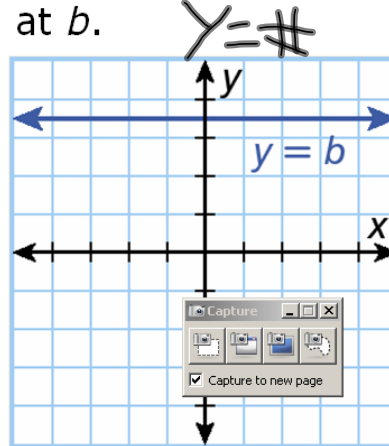 at b.
y=#
y
y = b
x
Capture
Capture to new page